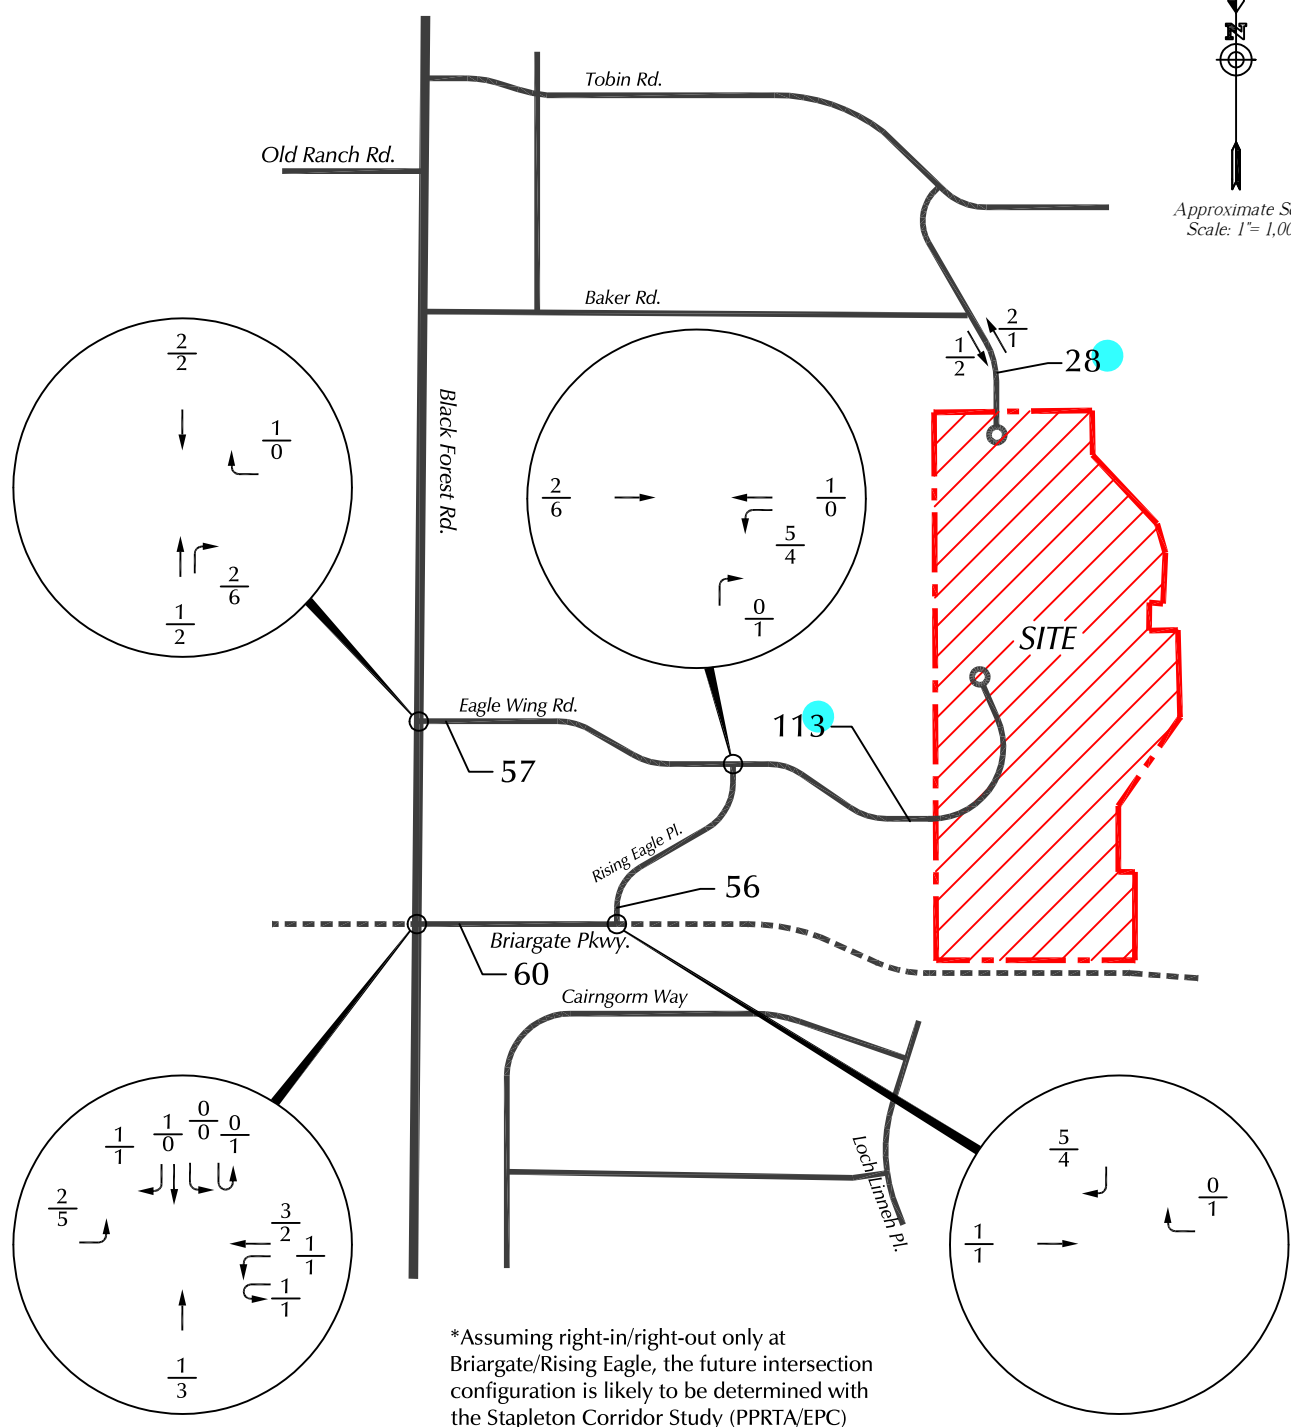 N
Tobin Rd.
Old Ranch Rd.
Approximate
Scale: 1"= 1,00
Baker Rd.
2
1
1
2
28
2
2
1
0
2
6
1
2
Black Forest Rd.
2
6
1
0
5
4
0
1
SITE
Eagle Wing Rd.
113
57
Rising Eagle Pl.
56
Briargate Pkwy.
60
Cairngorm Way
Loch Linneh Pl.
1
1
1
0
0
0
0
1
2
5
3
2
1
1
1
1
1
3
5
4
0
1
1
1
*Assuming right-in/right-out only at
Briargate/Rising Eagle, the future intersection
configuration is likely to be determined with
the Stapleton Corridor Study (PPRTA/EPC)